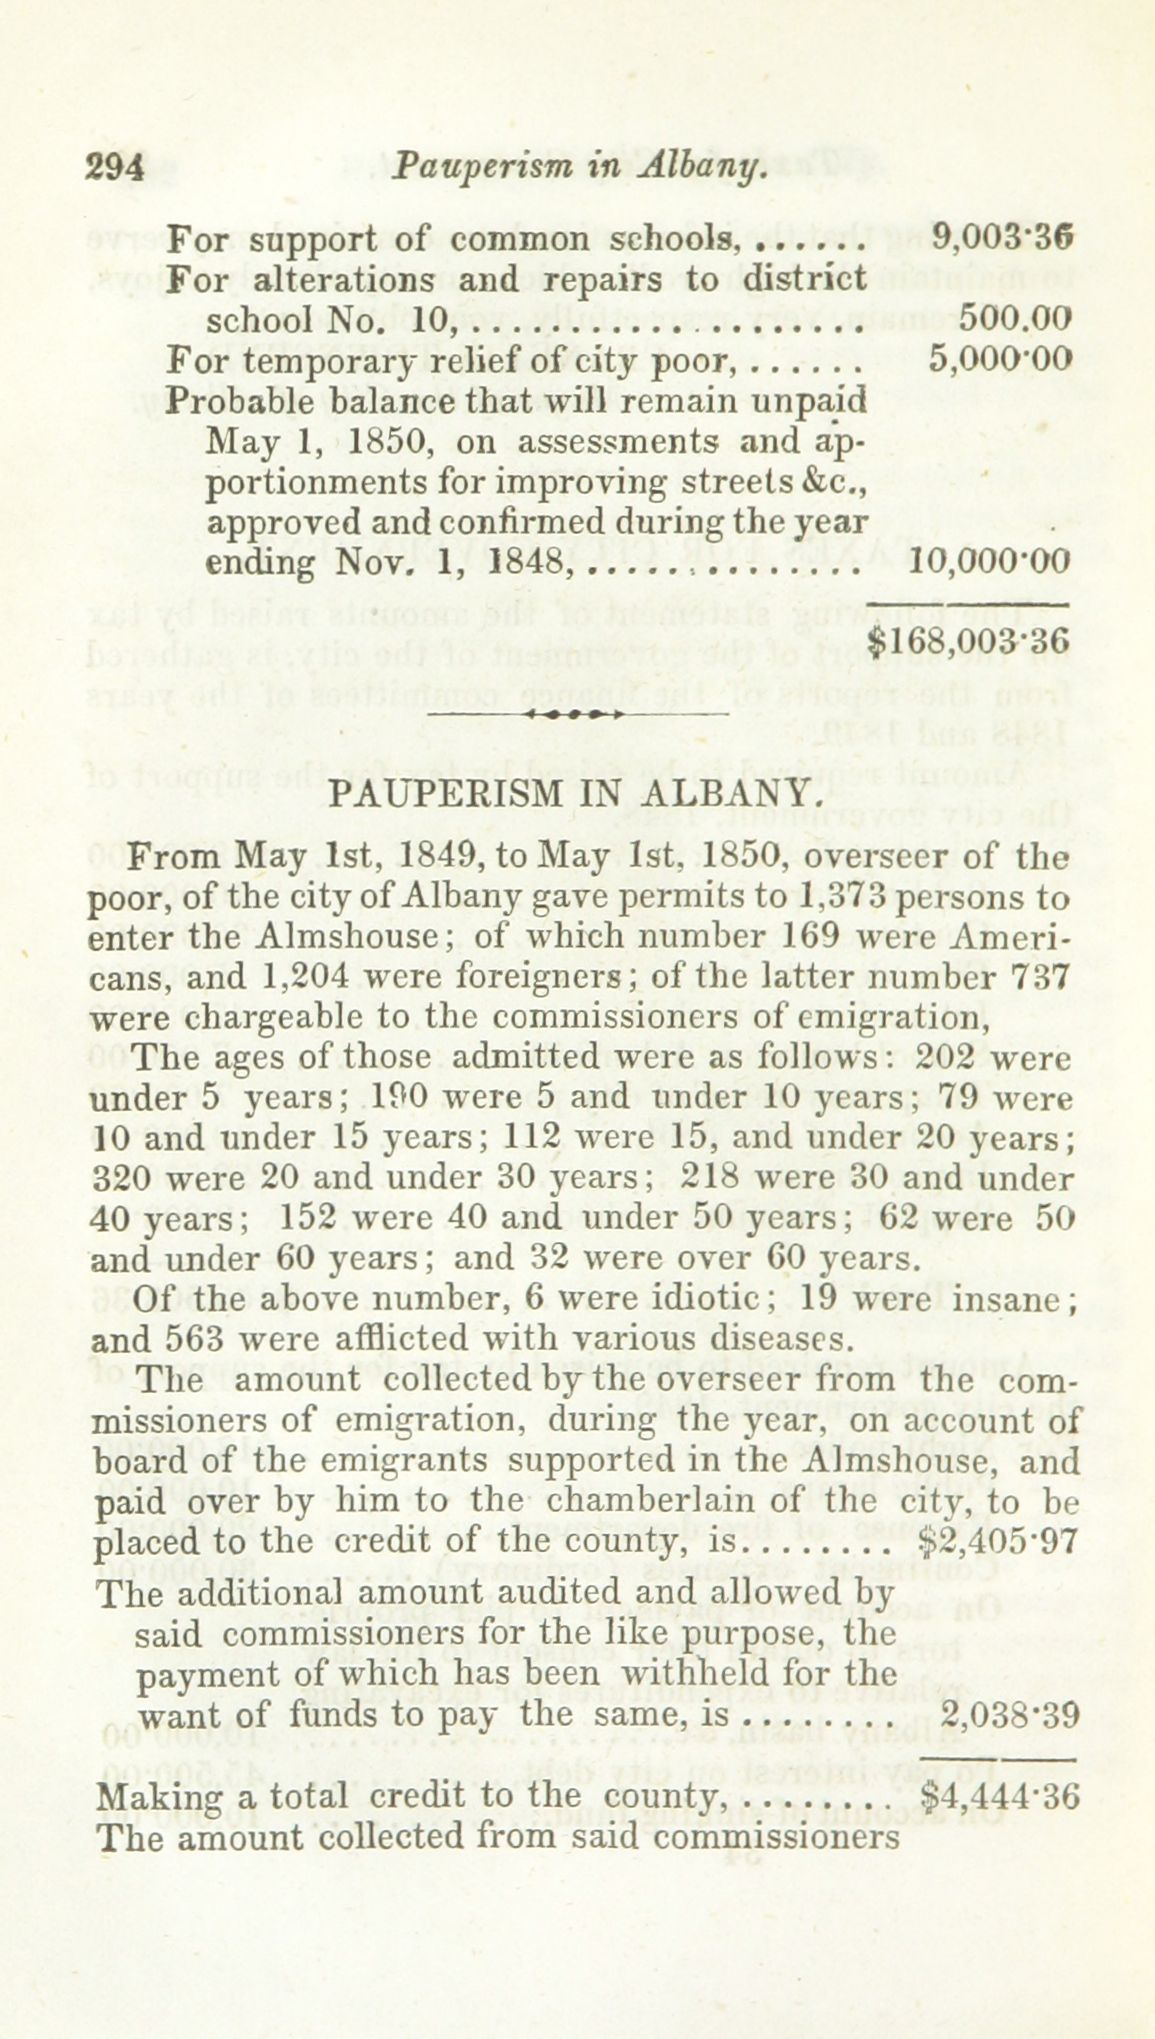 294 Pauperism in Albany.
For support of common schools, ...... 9,003·36
For alterations and repairs to district
school No. 10, .................... 500.00
For temporary relief of city poor, ...... 5,000·00
Probable balance that will remain unpaid
May 1, 1850, on assessments and ap-
portionments for improving streets &c.,
approved and confirmed during the year
ending Nov. 1, 1848, .............. 10,000·00
$168,003·36
PAUPERISM IN ALBANY.
From May 1st, 1849, to May 1st, 1850, overseer of the
poor, of the city of Albany gave permits to 1,373 persons to
enter the Almshouse; of which number 169 were Ameri-
cans, and 1,204 were foreigners; of the latter number 737
were chargeable to the commissioners of emigration,
The ages of those admitted were as follows: 202 were
under 5 years; 190 were 5 and under 10 years; 79 were
10 and under 15 years; 112 were 15, and under 20 years;
320 were 20 and under 30 years; 218 were 30 and under
40 years; 152 were 40 and under 50 years; 62 were 50
and under 60 years; and 32 were over 60 years.
Of the above number, 6 were idiotic; 19 were insane;
and 563 were afflicted with various diseases.
The amount collected by the overseer from the com-
missioners of emigration, during the year, on account of
board of the emigrants supported in the Almshouse, and
paid over by him to the chamberlain of the city, to be
placed to the credit of the county, is........ $2,405·97
The additional amount audited and allowed by
said commissioners for the like purpose, the
payment of which has been withheld for the
want of funds to pay the same, is ........ 2,038·39
Making a total credit to the county, ........ $4,444·36
The amount collected from said commissioners